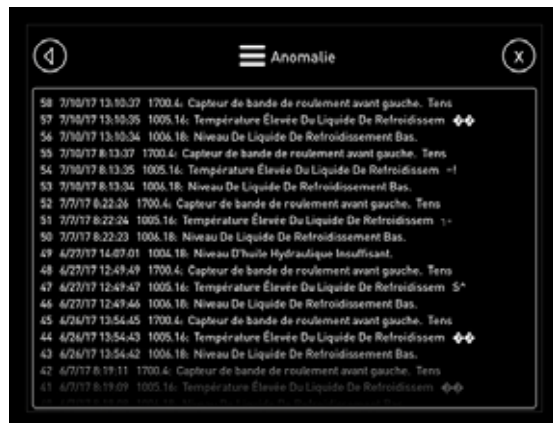 Anomalie
X
58 7/10/17 13:10:37 1700.4: Capteur de bande de roulement avant gauche. Tens
57 7/10/17 13:10:35 1005.16: Température Élevée Du Liquide De Refroidissem ��
56 7/10/17 13:10:34 1006.18: Niveau De Liquide De Refroidissement Bas.
55 7/10/17 8:13:37 1700.4: Capteur de bande de roulement avant gauche. Tens
54 7/10/17 8:13:35 1005.16: Température Élevée Du Liquide De Refroidissem ¬!
53 7/10/17 8:13:34 1006.18: Niveau De Liquide De Refroidissement Bas.
52 7/7/17 8:22:26 1700.4: Capteur de bande de roulement avant gauche. Tens
51 7/7/17 8:22:24 1005.16: Température Élevée Du Liquide De Refroidissem
50 7/7/17 8:22:23 1006.18: Niveau De Liquide De Refroidissement Bas.
49 6/27/17 14:07:01 1004.18: Niveau D'huile Hydraulique Insuffisant.
48 6/27/17 12:49:49 1700.4: Capteur de bande de roulement avant gauche. Tens
47 6/27/17 12:49:47 1005.16: Température Élevée Du Liquide De Refroidissem S^
46 6/27/17 12:49:46 1006.18: Niveau De Liquide De Refroidissement Bas.
45 6/26/17 13:54:45 1700.4: Capteur de bande de roulement avant gauche. Tens
44 6/26/17 13:54:43 1005.16: Température Élevée Du Liquide De Refroidissem ��
43 6/26/17 13:54:42 1006.18: Niveau De Liquide De Refroidissement Bas.
42 6/7/17 8:19:11 1700.4: Capteur de bande de roulement avant gauche. Tens
41 6/7/17 8:19:09 1005.16: Température Élevée Du Liquide De Refroidissem ��